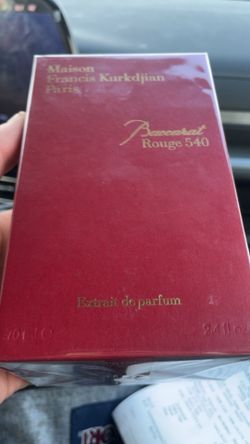 Maison
Francis Kurkdjian
Paris
Baccarat
Rouge 540
Extrait de parfum